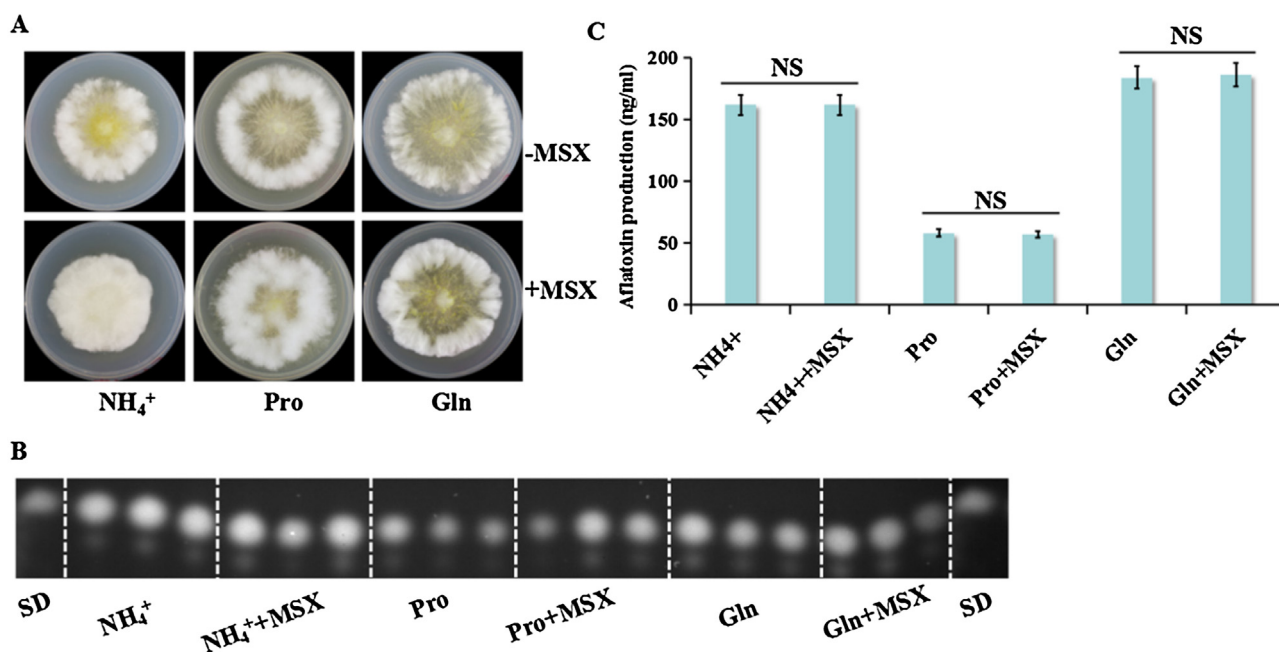 A
-MSX
+MSX
NH₄⁺ Pro Gln
C
Aflatoxin production (ng/ml)
200
150
100
50
0
NS
NS
NS
NH4+
NH4++MSX
Pro
Pro+MSX
Gln
Gln+MSX
B
SD NH₄⁺ NH₄⁺+MSX Pro Pro+MSX Gln Gln+MSX SD